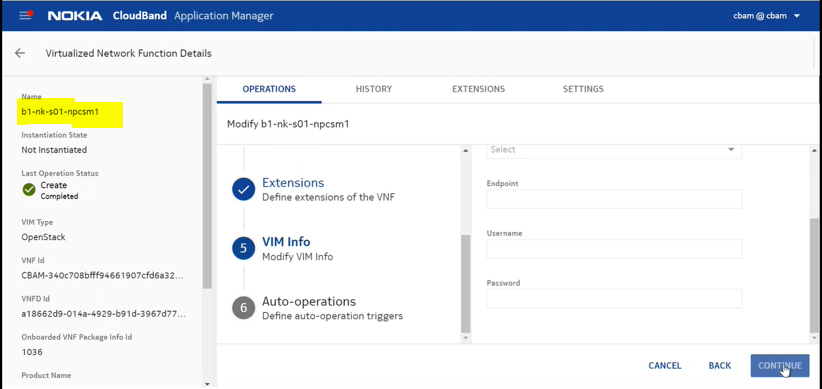 NOKIA CloudBand Application Manager
cbam @ cbam
Virtualized Network Function Details
Name
b1-nk-s01-npcsm1
Instantiation State
Not Instantiated
Last Operation Status
Create
Completed
VIM Type
OpenStack
VNF Id
CBAM-340c708bfff94661907cfd6a32...
VNFD Id
a18662d9-014a-4929-b91d-3967d77...
Onboarded VNF Package Info Id
1036
Product Name
OPERATIONS
HISTORY
EXTENSIONS
SETTINGS
Modify b1-nk-s01-npcsm1
Extensions
Define extensions of the VNF
5
VIM Info
Modify VIM Info
6
Auto-operations
Define auto-operation triggers
Select
Endpoint
Username
Password
CANCEL
BACK
CONTINUE